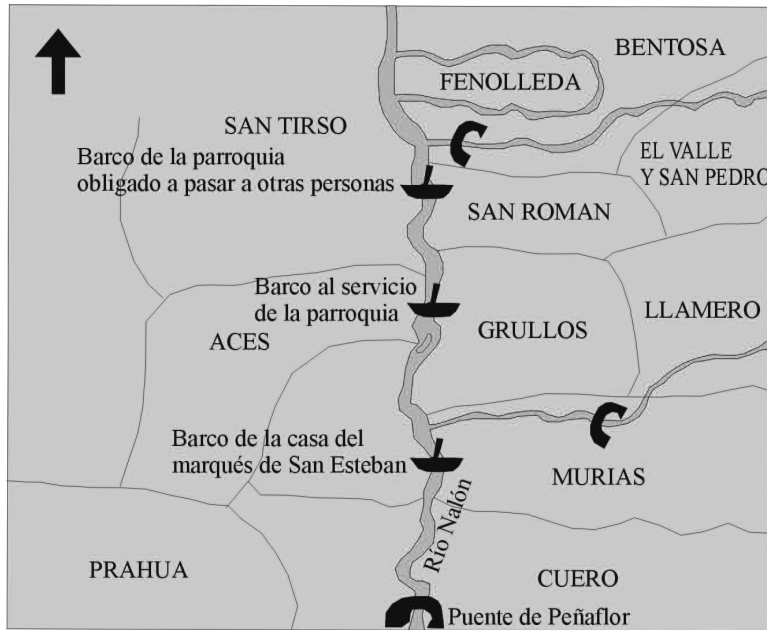 BENTOSA
FENOLLEDA
SAN TIRSO
Barco de la parroquia
obligado a pasar a otras personas
EL VALLE
Y SAN PEDRO
SAN ROMAN
Barco al servicio
de la parroquia
LLAMERO
GRULLOS
ACES
Barco de la casa del
marqués de San Esteban
MURIAS
Río Nalón
PRAHUA
CUERO
Puente de Peñaflor